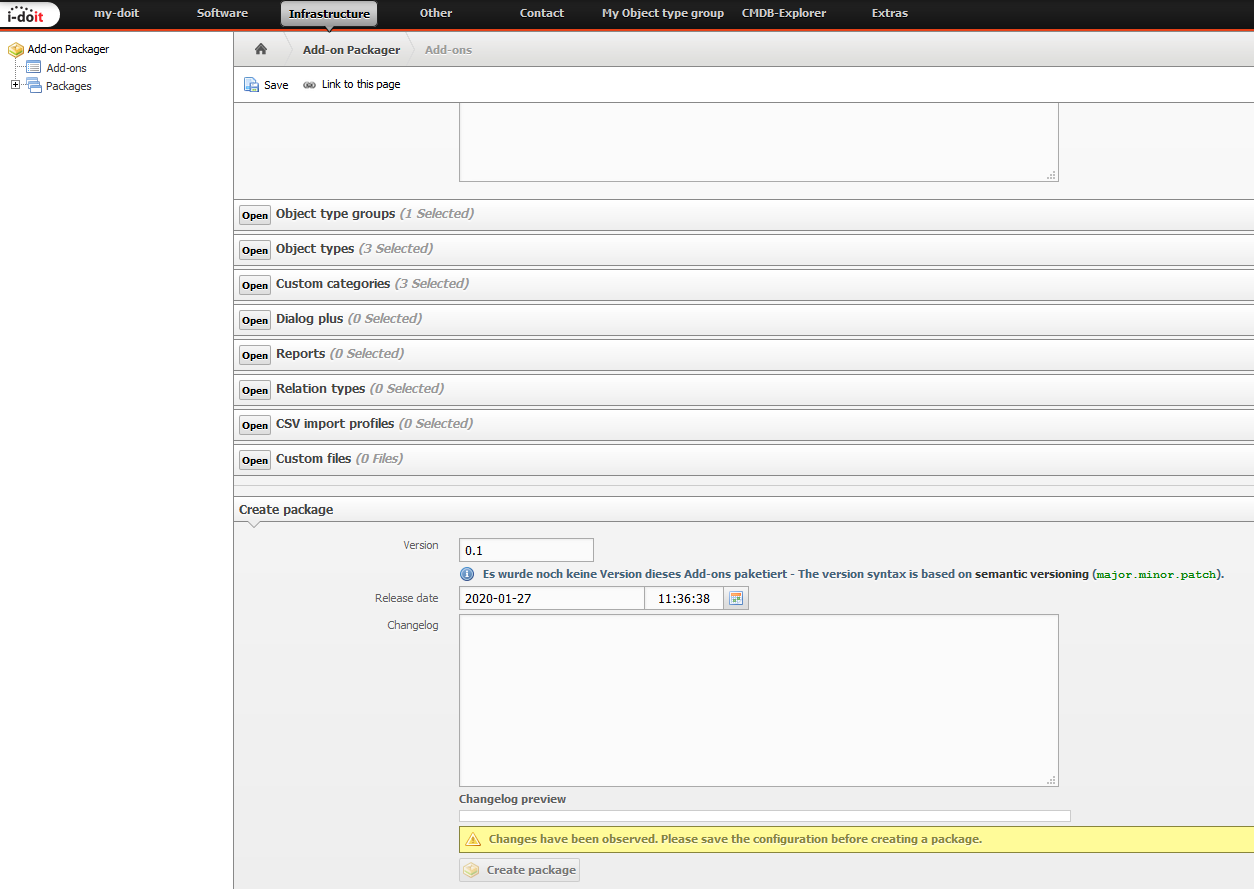 i-doit my-doit Software Infrastructure Other Contact My Object type group CMDB-Explorer Extras
Add-on Packager
Add-ons
Packages
Add-on Packager Add-ons
Save Link to this page
Open Object type groups (1 Selected)
Open Object types (3 Selected)
Open Custom categories (3 Selected)
Open Dialog plus (0 Selected)
Open Reports (0 Selected)
Open Relation types (0 Selected)
Open CSV import profiles (0 Selected)
Open Custom files (0 Files)
Create package
Version 0.1
Es wurde noch keine Version dieses Add-ons paketiert - The version syntax is based on semantic versioning (major.minor.patch).
Release date 2020-01-27 11:36:38
Changelog
Changelog preview
Changes have been observed. Please save the configuration before creating a package.
Create package